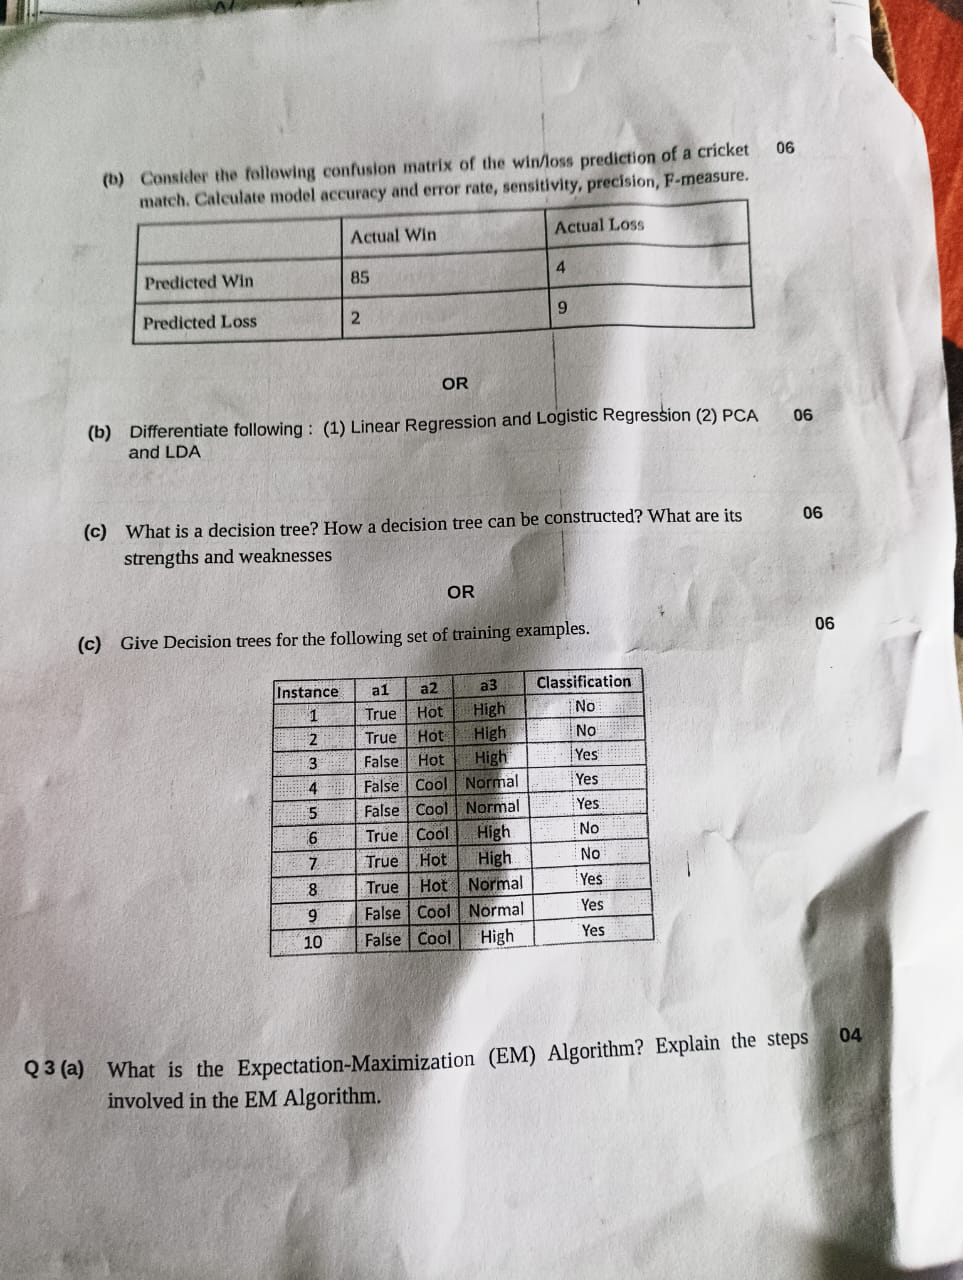 (b) Consider the following confusion matrix of the win/loss prediction of a cricket 06
match. Calculate model accuracy and error rate, sensitivity, precision, F-measure.
Actual Win Actual Loss
Predicted Win 85 4
Predicted Loss 2 9
OR
(b) Differentiate following : (1) Linear Regression and Logistic Regression (2) PCA 06
and LDA
(c) What is a decision tree? How a decision tree can be constructed? What are its 06
strengths and weaknesses
OR
(c) Give Decision trees for the following set of training examples. 06
Instance a1 a2 a3 Classification
1 True Hot High No
2 True Hot High No
3 False Hot High Yes
4 False Cool Normal Yes
5 False Cool Normal Yes
6 True Cool High No
7 True Hot High No
8 True Hot Normal Yes
9 False Cool Normal Yes
10 False Cool High Yes
Q 3 (a) What is the Expectation-Maximization (EM) Algorithm? Explain the steps 04
involved in the EM Algorithm.